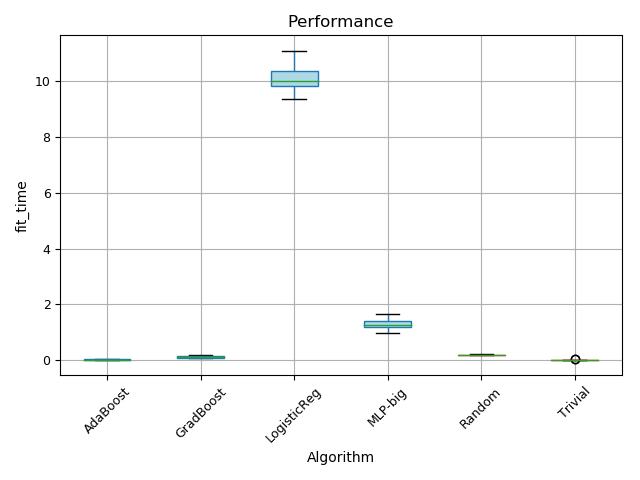 Performance
fit_time
10
8
6
4
2
0
AdaBoost
GradBoost
LogisticReg
MLP-big
Random
Trivial
Algorithm